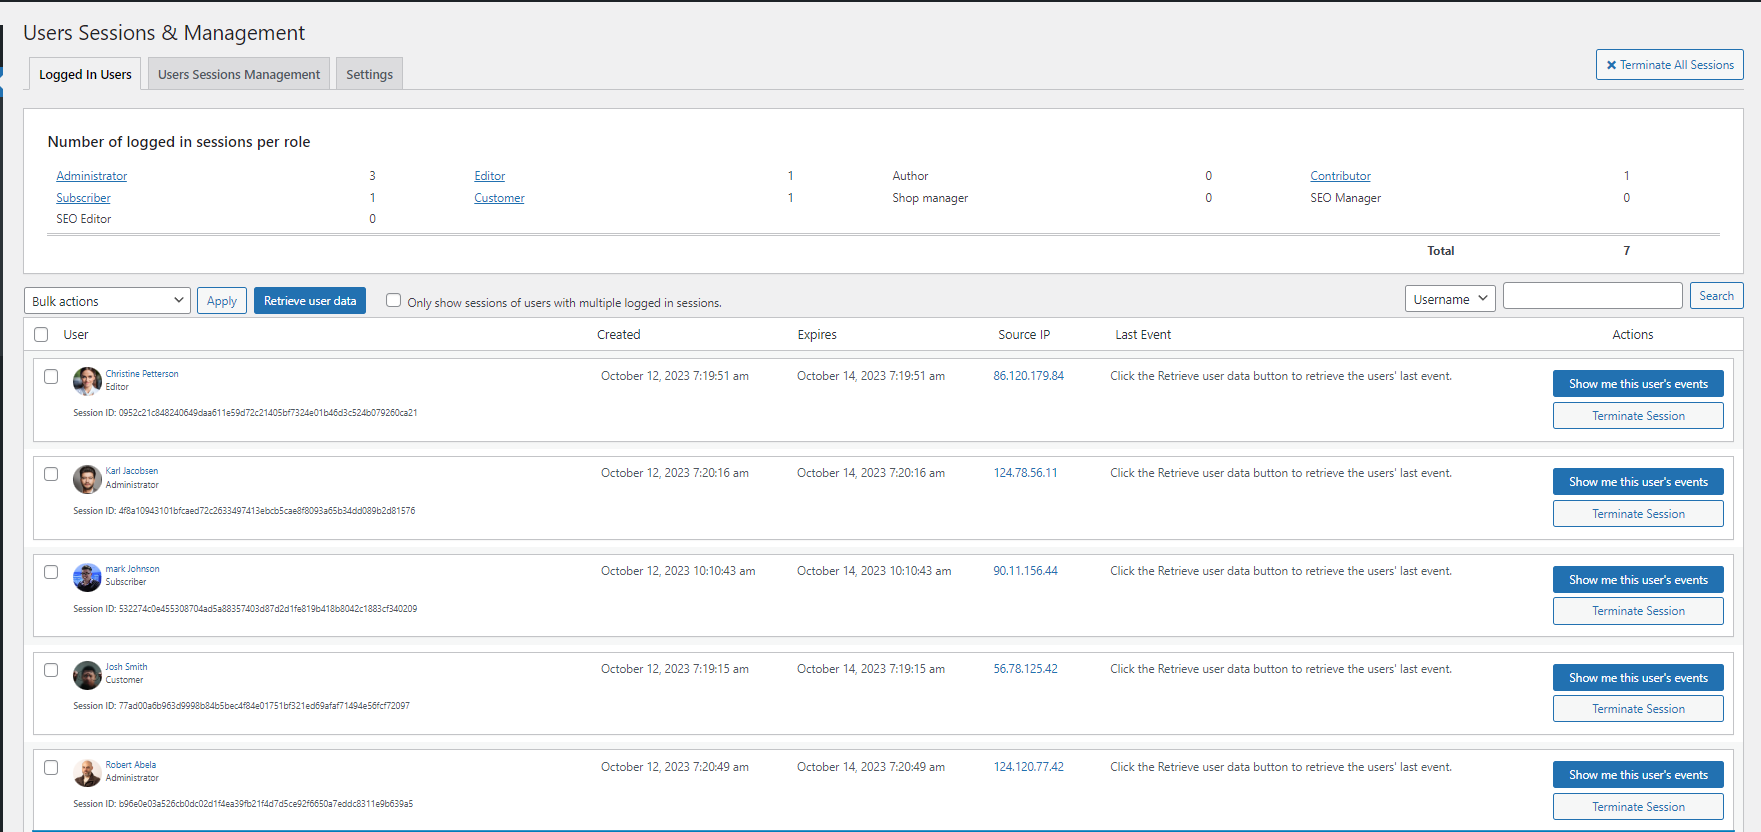 Users Sessions & Management
Logged In Users Users Sessions Management Settings
Terminate All Sessions
Number of logged in sessions per role
Administrator 3 Editor 1 Author 0 Contributor 1
Subscriber 1 Customer 1 Shop manager 0 SEO Manager 0
SEO Editor 0
Total 7
Bulk actions Apply Retrieve user data Only show sessions of users with multiple logged in sessions. Username Search
User Created Expires Source IP Last Event Actions
Christine Petterson October 12, 2023 7:19:51 am October 14, 2023 7:19:51 am 86.120.179.84 Click the Retrieve user data button to retrieve the users' last event. Show me this user's events
Editor
Session ID: 0952c21c848240649daa611e59d72c21405bf7324e01b46d3c524b079260ca21 Terminate Session
Karl Jacobsen October 12, 2023 7:20:16 am October 14, 2023 7:20:16 am 124.78.56.11 Click the Retrieve user data button to retrieve the users' last event. Show me this user's events
Administrator
Session ID: 4f8a10943101bfcaed72c2633497413ebcb5cae8f8093a65b34dd089b2d81576 Terminate Session
mark Johnson October 12, 2023 10:10:43 am October 14, 2023 10:10:43 am 90.11.156.44 Click the Retrieve user data button to retrieve the users' last event. Show me this user's events
Subscriber
Session ID: 532274c0e455308704ad5a88357403d87d2d1fe819b418b8042c1883cf340209 Terminate Session
Josh Smith October 12, 2023 7:19:15 am October 14, 2023 7:19:15 am 56.78.125.42 Click the Retrieve user data button to retrieve the users' last event. Show me this user's events
Customer
Session ID: 77ad00a6b963d9998b84b5bec4f84e01751bf321ed69afaf71494e56fcf72097 Terminate Session
Robert Abela October 12, 2023 7:20:49 am October 14, 2023 7:20:49 am 124.120.77.42 Click the Retrieve user data button to retrieve the users' last event. Show me this user's events
Administrator
Session ID: b96e0e03a526cb0dc02d1f4ea39fb21f4d7d5ce92f6650a7eddc8311e9b639a5 Terminate Session